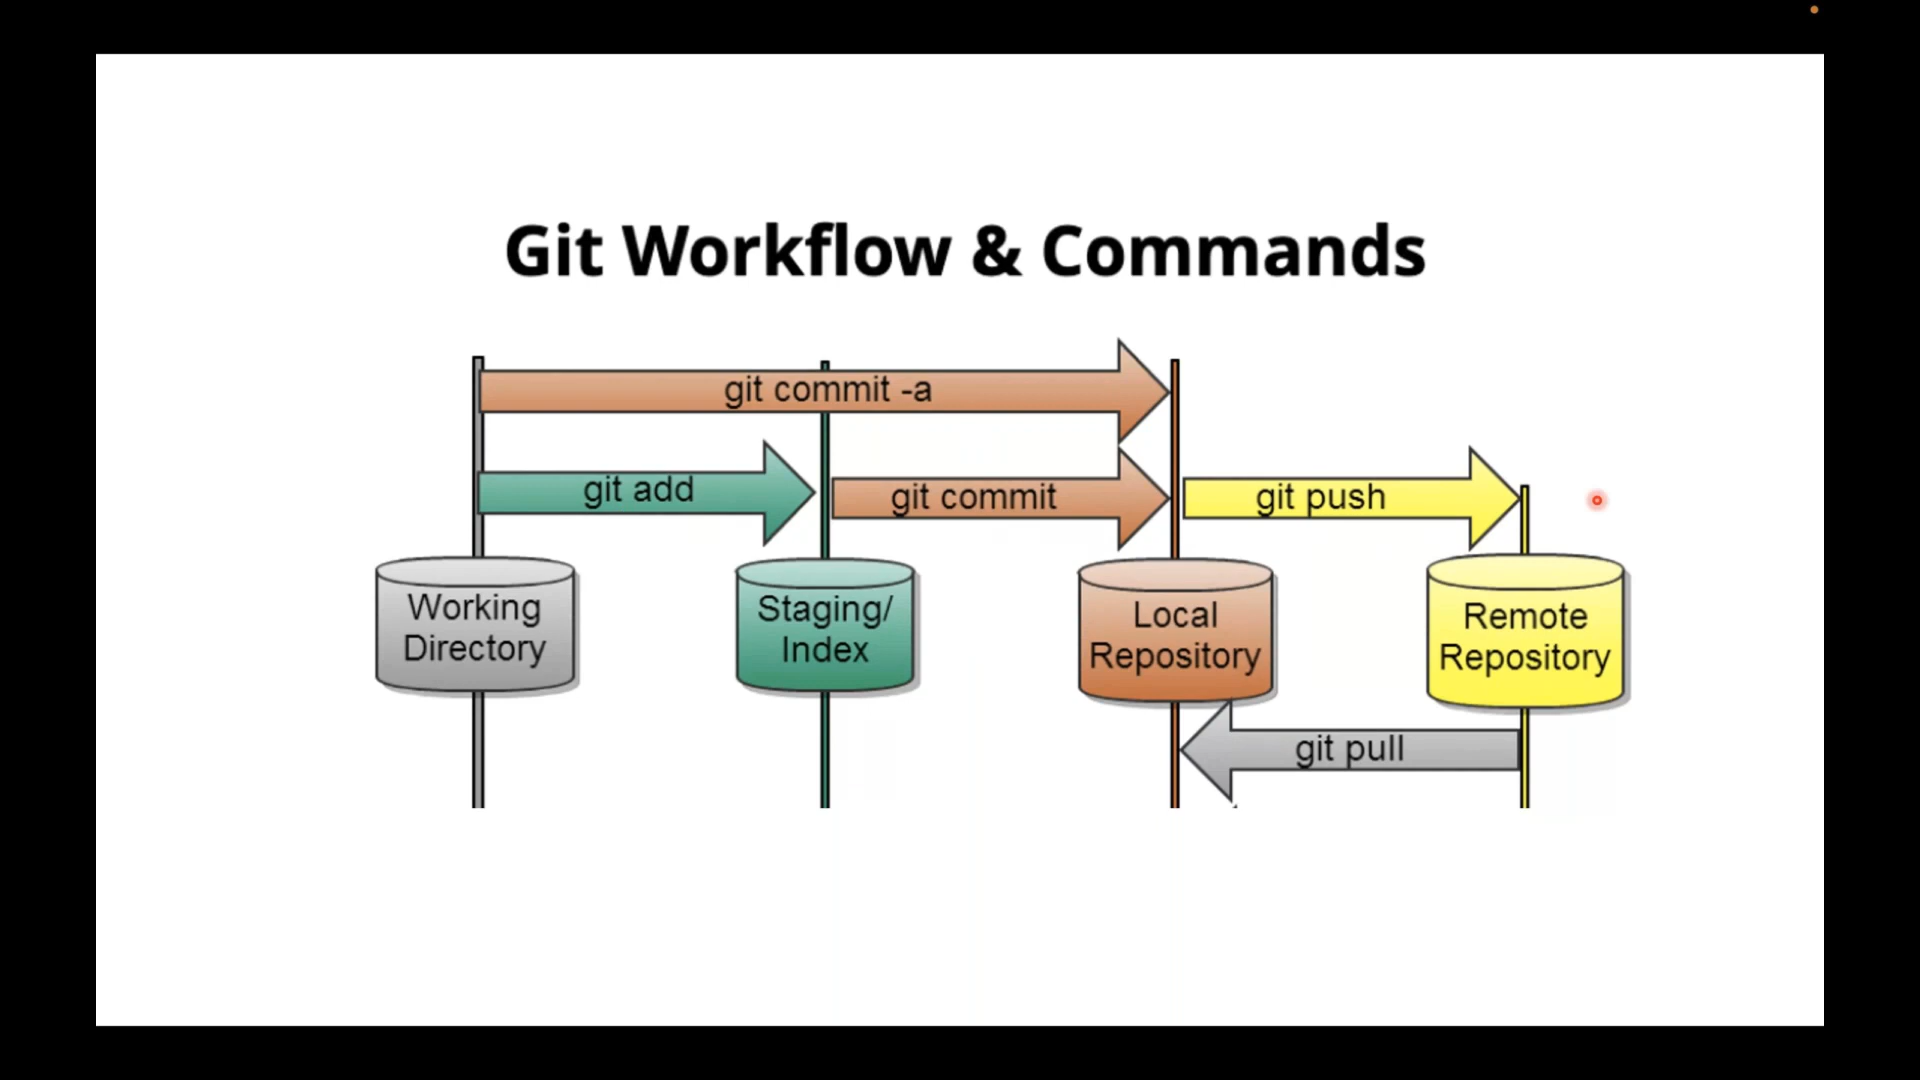 Git Workflow & Commands
git commit -a
git add
git commit
git push
Working
Directory
Staging/
Index
Local
Repository
Remote
Repository
git pull